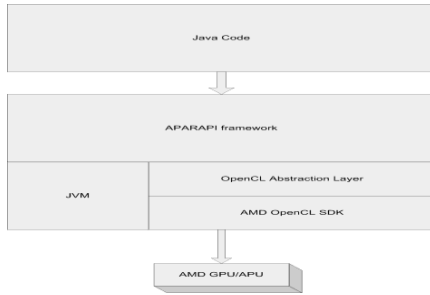 Java Code
APARAPI framework
JVM
OpenCL Abstraction Layer
AMD OpenCL SDK
AMD GPU/APU